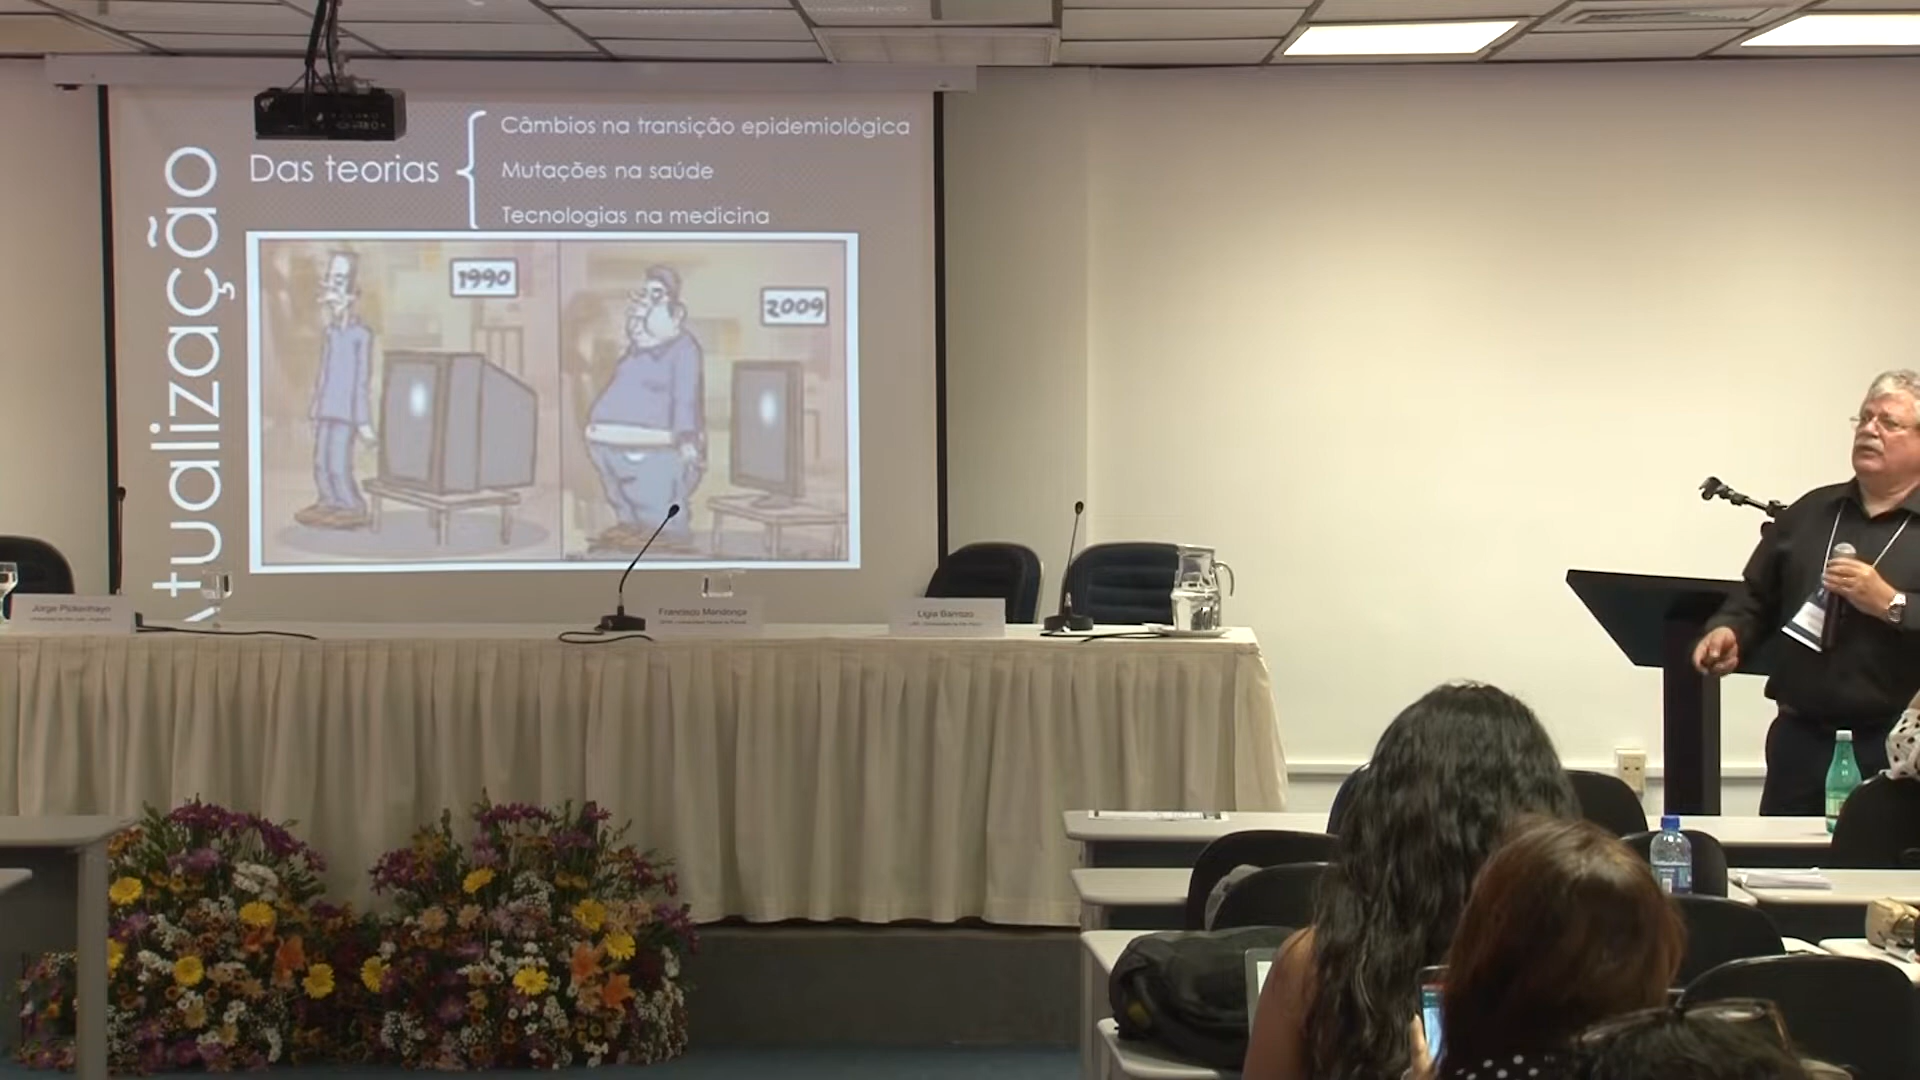 Câmbios na transição epidemiológica
Das teorias
Mutações na saúde
Tecnologias na medicina
tualização
1990
2009
Jorge Pickenhayn
Francisco Mendonça
Ligia Barrozo